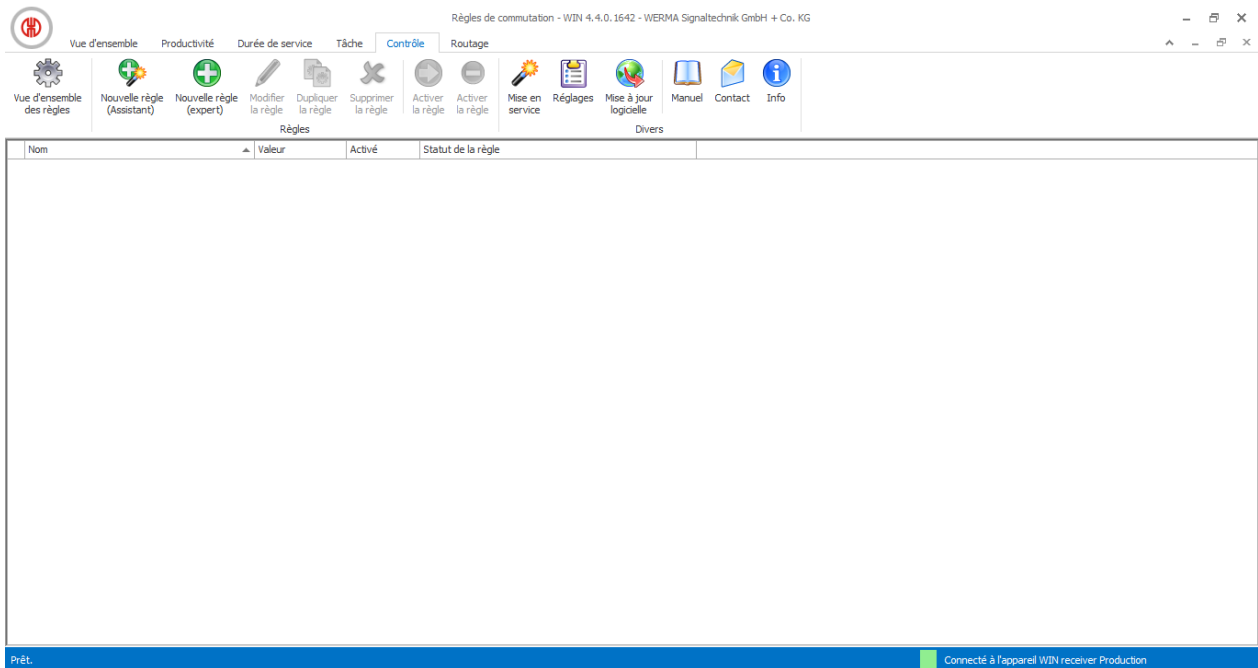 Règles de commutation - WIN 4.4.0.1642 - WERMA Signaltechnik GmbH + Co. KG
Vue d'ensemble Productivité Durée de service Tâche Contrôle Routage
Vue d'ensemble des règles
Nouvelle règle (Assistant)
Nouvelle règle (expert)
Modifier la règle
Dupliquer la règle
Supprimer la règle
Activer la règle
Activer la règle
Mise en service
Réglages
Mise à jour logicielle
Manuel
Contact
Info
Règles
Divers
Nom Valeur Activé Statut de la règle
Prêt.
Connecté à l'appareil WIN receiver Production